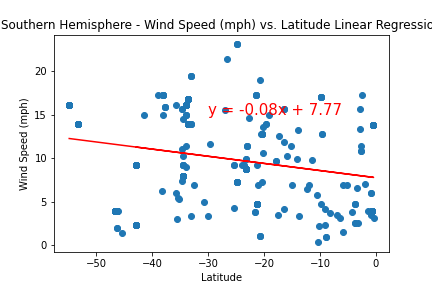 Southern Hemisphere - Wind Speed (mph) vs. Latitude Linear Regressio
20
15
10
5
0
Wind Speed (mph)
y = -0.08x + 7.77
−50 −40 −30 −20 −10 0
Latitude